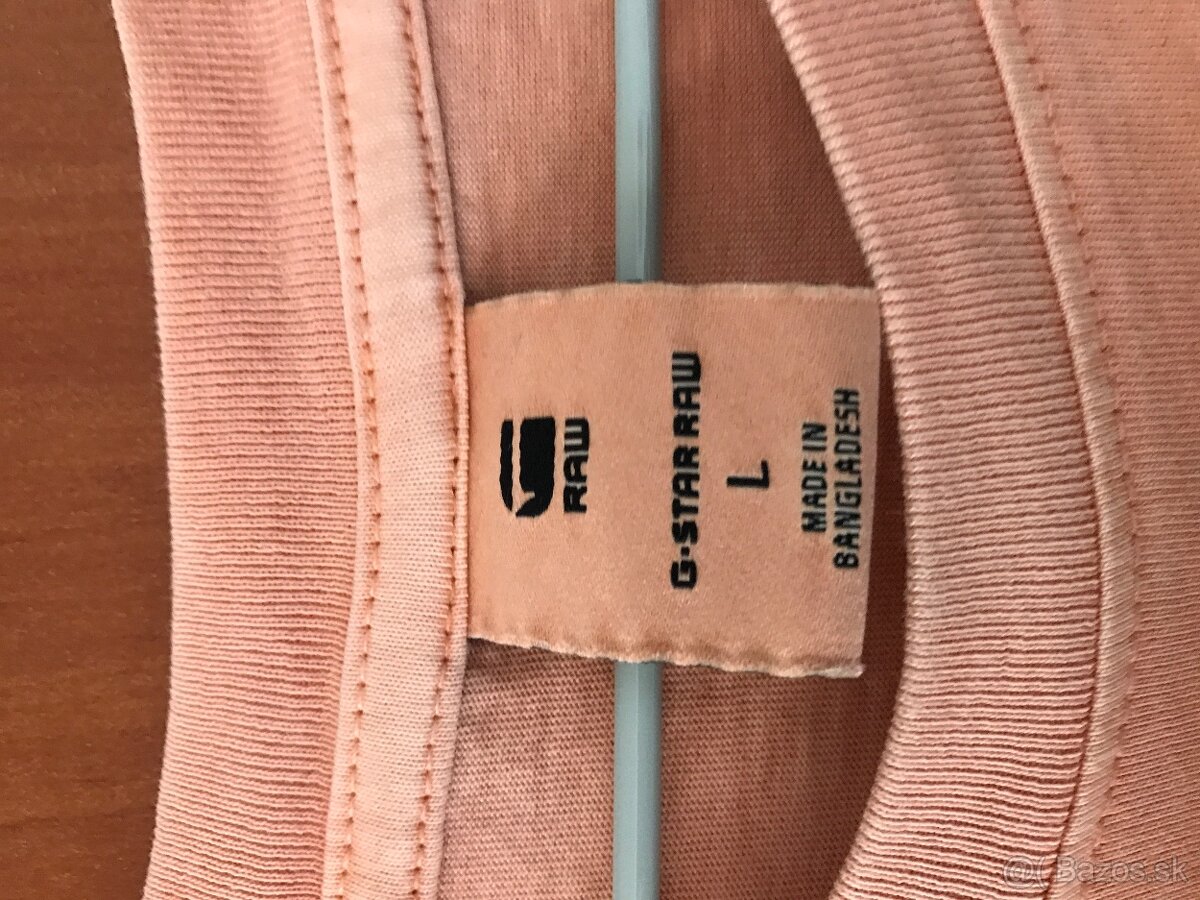 RAW
G-STAR RAW
L
MADE IN
BANGLADESH
@( Bazos.sk